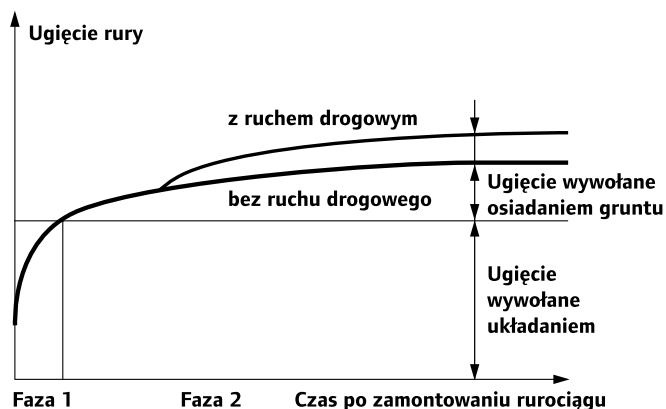 Ugięcie rury
z ruchem drogowym
bez ruchu drogowego
Ugięcie wywołane
osiadaniem gruntu
Ugięcie
wywołane
układaniem
Faza 1
Faza 2
Czas po zamontowaniu rurociągu